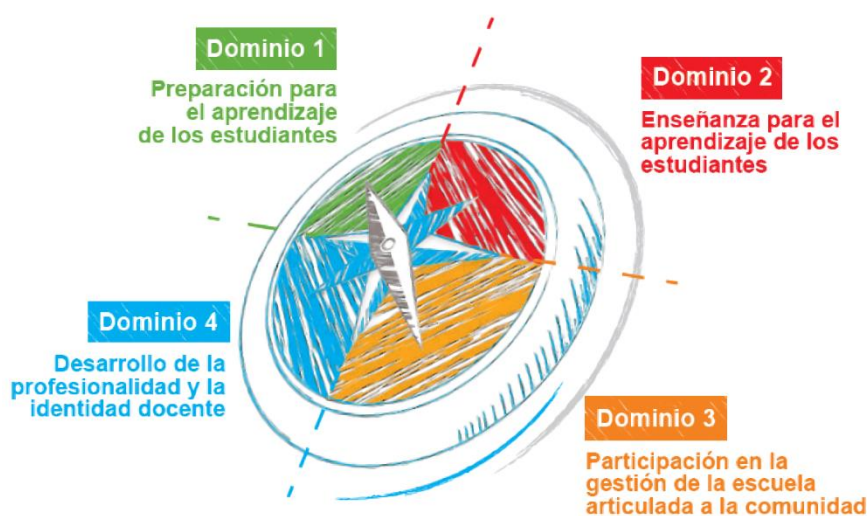 Dominio 1
Preparación para
el aprendizaje
de los estudiantes
Dominio 2
Enseñanza para el
aprendizaje de los
estudiantes
Dominio 4
Desarrollo de la
profesionalidad y la
identidad docente
Dominio 3
Participación en la
gestión de la escuela
articulada a la comunidad